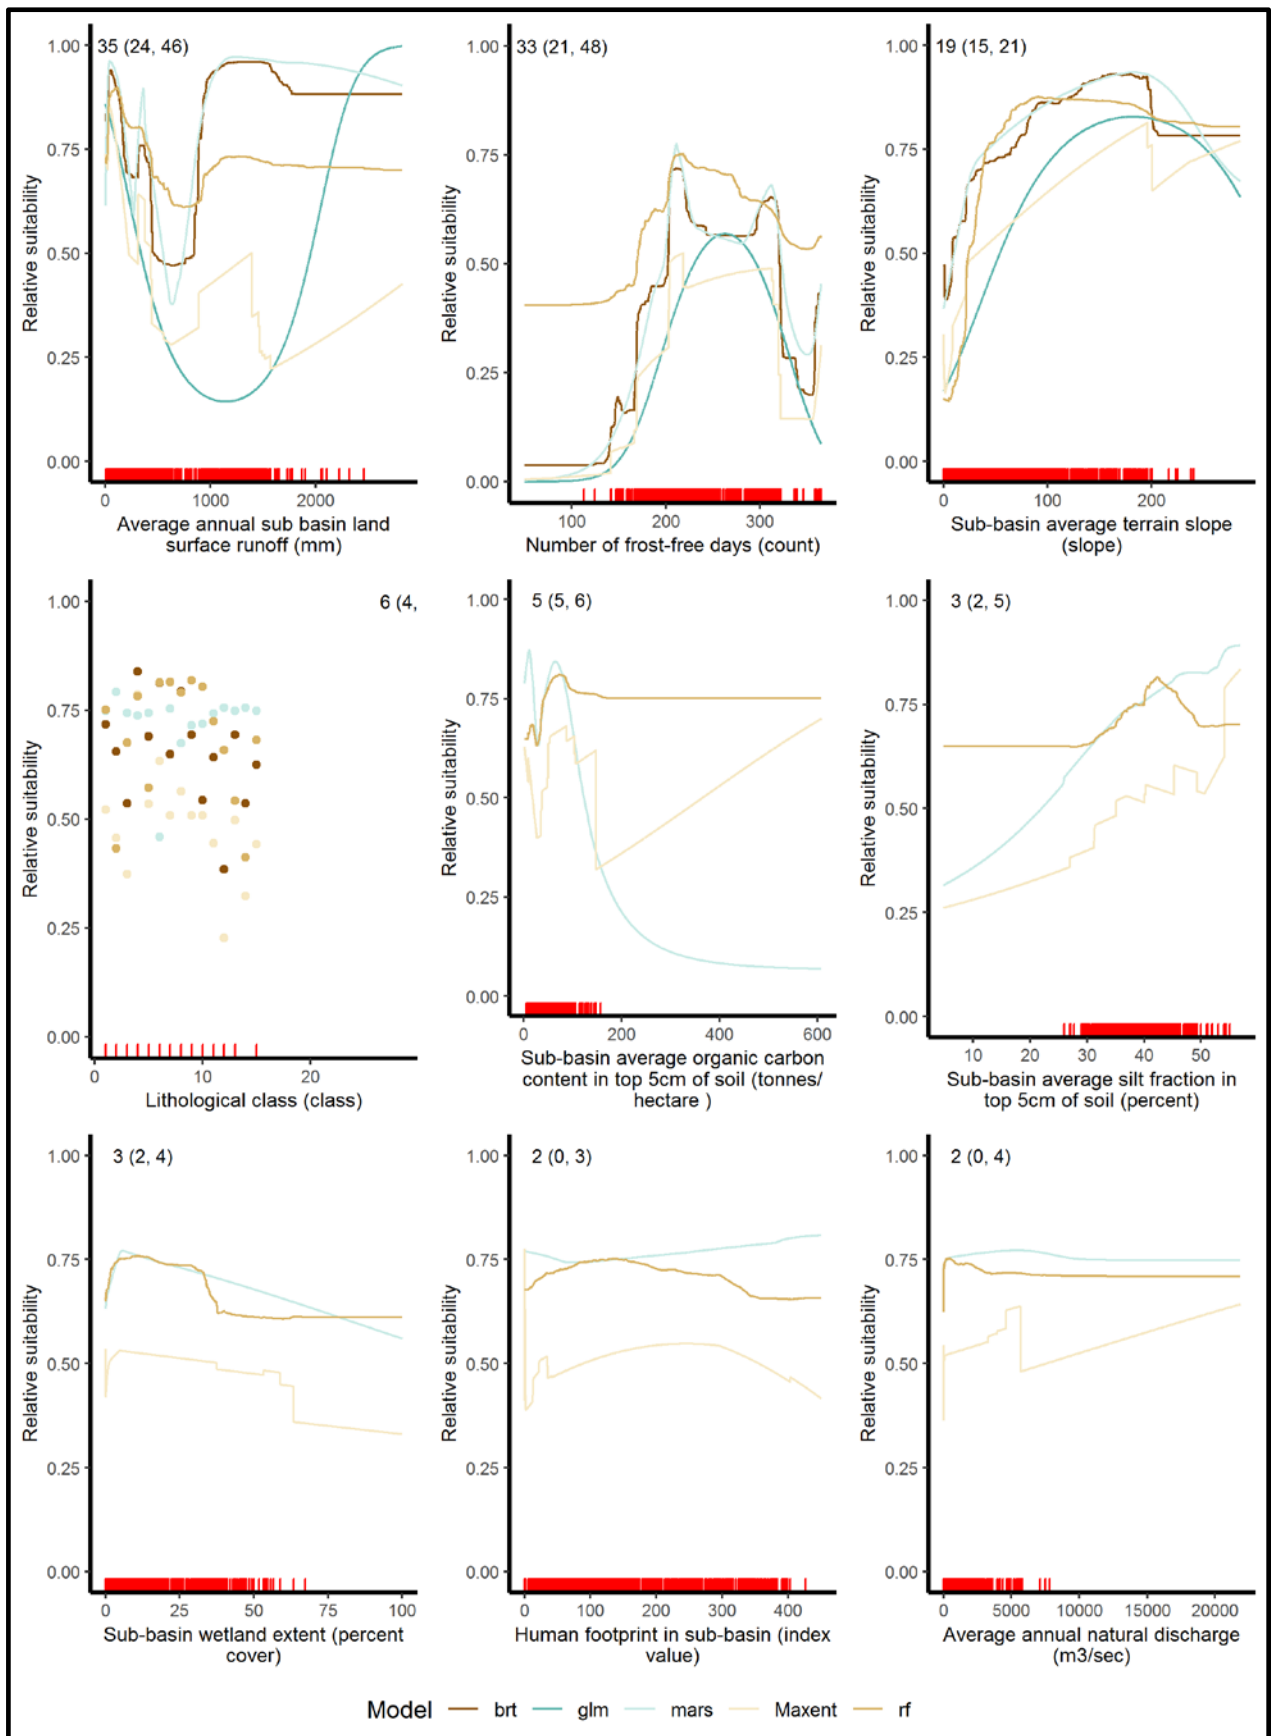 35 (24, 46)
1.00
0.75
0.50
0.25
0.00
Relative suitability
0
1000
2000
Average annual sub basin land
surface runoff (mm)
33 (21, 48)
1.00
0.75
0.50
0.25
0.00
Relative suitability
100
200
300
Number of frost-free days (count)
19 (15, 21)
1.00
0.75
0.50
0.25
0.00
Relative suitability
0
100
200
Sub-basin average terrain slope
(slope)
6 (4,
1.00
0.75
0.50
0.25
0.00
Relative suitability
0
10
20
Lithological class (class)
5 (5, 6)
1.00
0.75
0.50
0.25
0.00
Relative suitability
0
200
400
600
Sub-basin average organic carbon
content in top 5cm of soil (tonnes/
hectare )
3 (2, 5)
1.00
0.75
0.50
0.25
0.00
Relative suitability
10
20
30
40
50
Sub-basin average silt fraction in
top 5cm of soil (percent)
3 (2, 4)
1.00
0.75
0.50
0.25
0.00
Relative suitability
0
25
50
75
100
Sub-basin wetland extent (percent
cover)
2 (0, 3)
1.00
0.75
0.50
0.25
0.00
Relative suitability
0
100
200
300
400
Human footprint in sub-basin (index
value)
2 (0, 4)
1.00
0.75
0.50
0.25
0.00
Relative suitability
0
5000
10000
15000
20000
Average annual natural discharge
(m3/sec)
Model brt glm mars Maxent rf